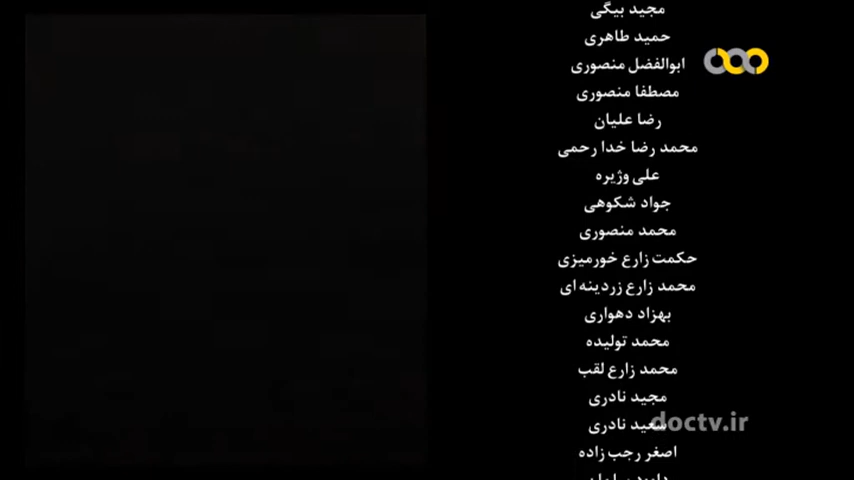 مجید بیگی
حمید طاهری
ابوالفضل منصوری
مصطفا منصوری
رضا علیان
محمد رضا خدا رحمی
علی وژیره
جواد شکوهی
محمد منصوری
حکمت زارع خورمیزی
محمد زارع زردینه ای
بهزاد دهواری
محمد تولیده
محمد زارع لقب
مجید نادری
سعید نادری
doctv.ir
اصغر رجب زاده